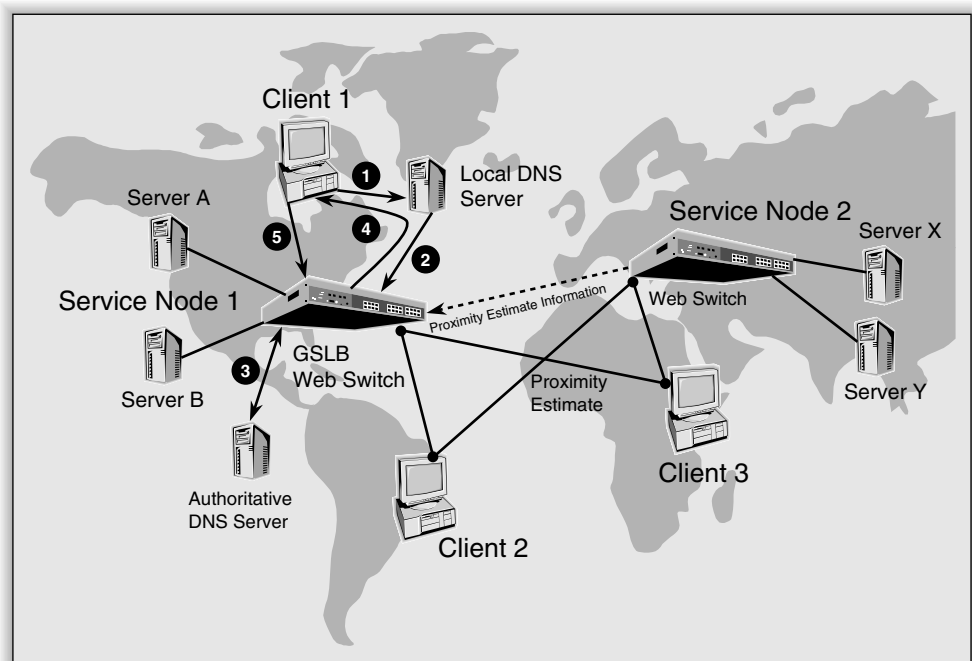 Client 1
1
Local DNS
Server
Server A
4
Service Node 2
5
2
Server X
Service Node 1
Proximity Estimate Information
Web Switch
3
GSLB
Web Switch
Proximity
Estimate
Server B
Server Y
Client 3
Authoritative
DNS Server
Client 2